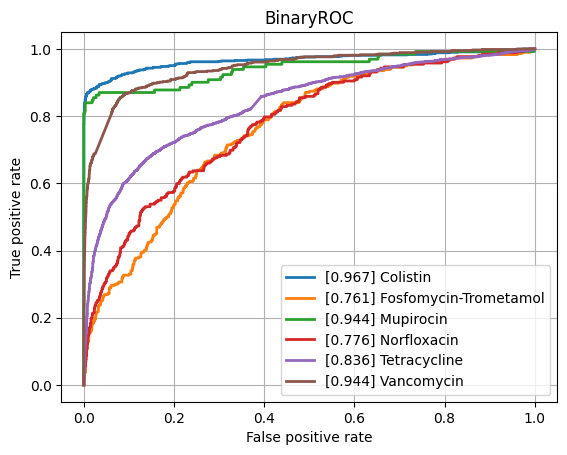 BinaryROC
True positive rate
1.0
0.8
0.6
0.4
0.2
0.0
[0.967] Colistin
[0.761] Fosfomycin-Trometamol
[0.944] Mupirocin
[0.776] Norfloxacin
[0.836] Tetracycline
[0.944] Vancomycin
0.0 0.2 0.4 0.6 0.8 1.0
False positive rate